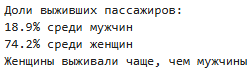 Доли выживших пассажиров:
18.9% среди мужчин
74.2% среди женщин
Женщины выживали чаще, чем мужчины